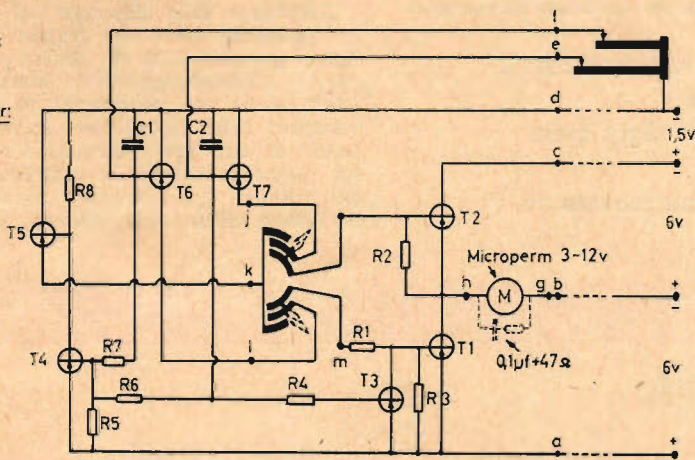 f
e
r:
d
C1
C2
1,5v
c
R8
T6
T7
T5
j
T2
6v
R2
Microperm 3-12v
k
h
M
g
b
T4
R7
l
R1
T1
0,1µf+47Ω
m
R6
R4
T3
R3
6v
R5
a